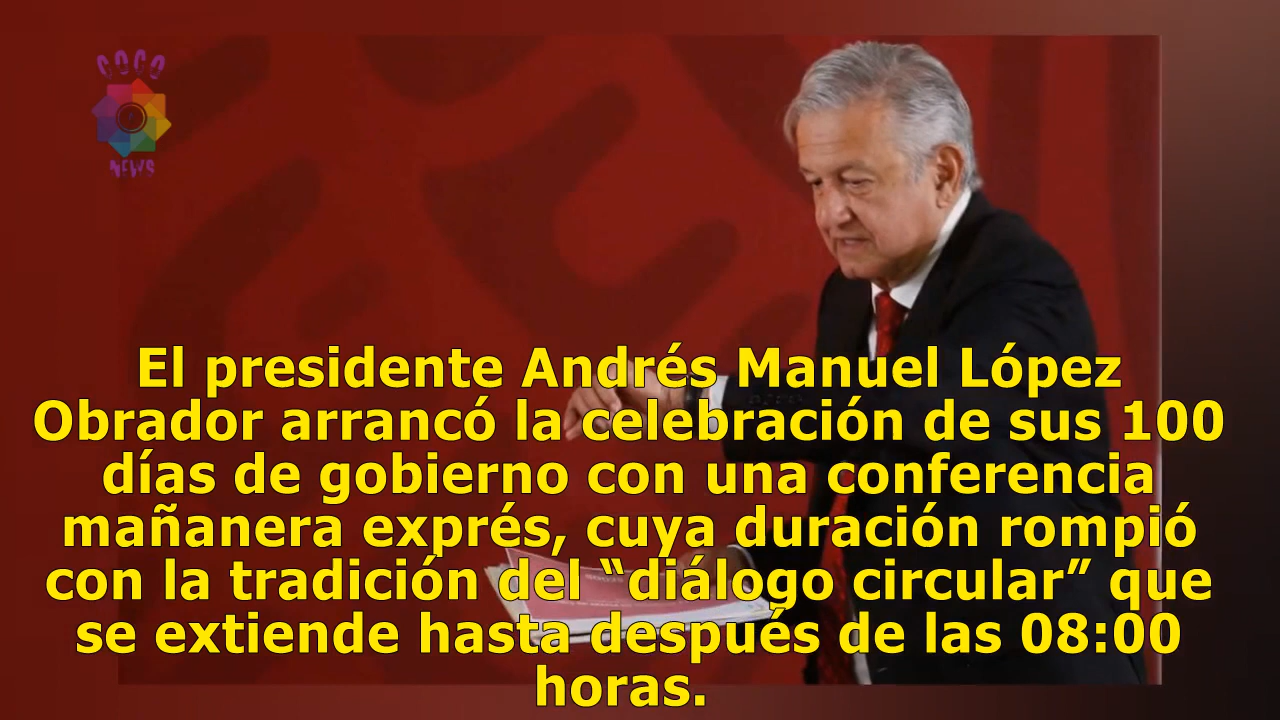 COCO
NEWS
El presidente Andrés Manuel López
Obrador arrancó la celebración de sus 100
días de gobierno con una conferencia
mañanera exprés, cuya duración rompió
con la tradición del “diálogo circular” que
se extiende hasta después de las 08:00
horas.